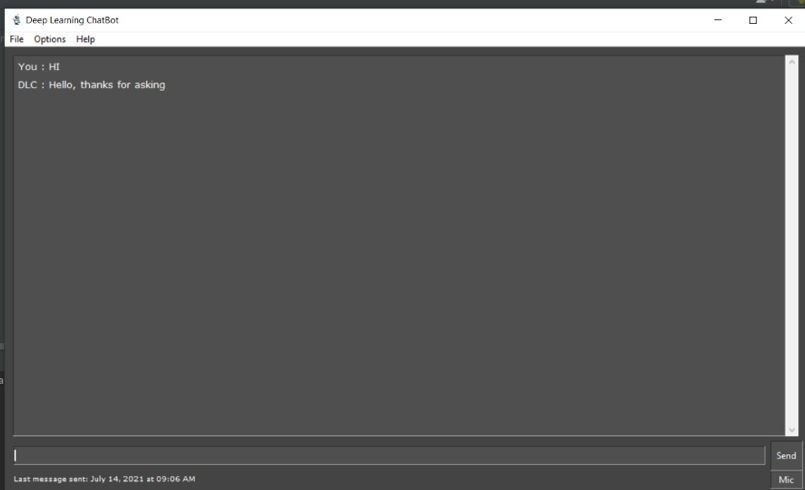 Deep Learning ChatBot
File Options Help
You : HI
DLC : Hello, thanks for asking
Send
Last message sent: July 14, 2021 at 09:06 AM
Mic